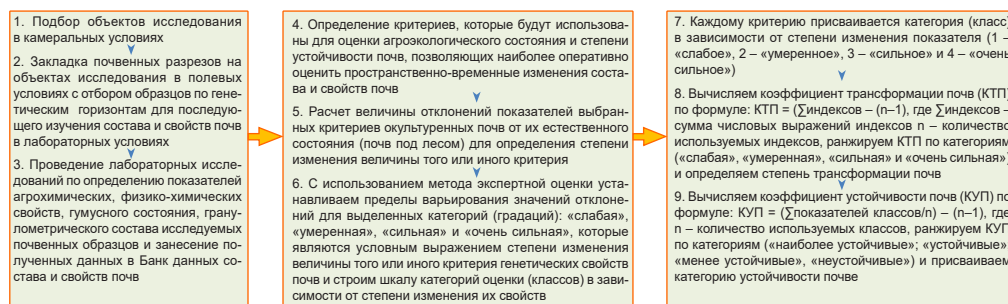 1. Подбор объектов исследования
в камеральных условиях
2. Закладка почвенных разрезов на
объектах исследования в полевых
условиях с отбором образцов по гене-
тическим горизонтам для последую-
щего изучения состава и свойств почв
в лабораторных условиях
3. Проведение лабораторных иссле-
дований по определению показателей
агрохимических, физико-химических
свойств, гумусного состояния, грану-
лометрического состава исследуемых
почвенных образцов и занесение по-
лученных данных в Банк данных со-
става и свойств почв
4. Определение критериев, которые будут использова-
ны для оценки агроэкологического состояния и степени
устойчивости почв, позволяющих наиболее оперативно
оценить пространственно-временные изменения соста-
ва и свойств почв
5. Расчет величины отклонений показателей выбран-
ных критериев окультуренных почв от их естественного
состояния (почв под лесом) для определения степени
изменения величины того или иного критерия
6. С использованием метода экспертной оценки уста-
навливаем пределы варьирования значений отклоне-
ний для выделенных категорий (градаций): «слабая»,
«умеренная», «сильная» и «очень сильная», которые
являются условным выражением степени изменения
величины того или иного критерия генетических свойств
почв и строим шкалу категорий оценки (классов) в зави-
симости от степени изменения их свойств
7. Каждому критерию присваивается категория (класс)
в зависимости от степени изменения показателя (1 –
«слабое», 2 – «умеренное», 3 – «сильное» и 4 – «очень
сильное»)
8. Вычисляем коэффициент трансформации почв (КТП)
по формуле: КТП = (∑индексов – (n–1), где ∑индексов –
сумма числовых выражений индексов n – количество
используемых индексов, ранжируем КТП по категориям
(«слабая», «умеренная», «сильная» и «очень сильная»)
и определяем степень трансформации почв
9. Вычисляем коэффициент устойчивости почв (КУП) по
формуле: КУП = (∑показателей классов/n) – (n–1), где
n – количество используемых классов, ранжируем КУП
по категориям («наиболее устойчивые»; «устойчивые»,
«менее устойчивые», «неустойчивые») и присваиваем
категорию устойчивости почве